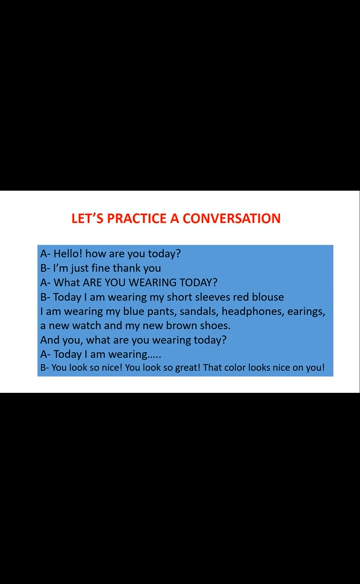 LET'S PRACTICE A CONVERSATION
A- Hello! how are you today?
B- I'm just fine thank you
A- What ARE YOU WEARING TODAY?
B- Today I am wearing my short sleeves red blouse
I am wearing my blue pants, sandals, headphones, earings,
a new watch and my new brown shoes.
And you, what are you wearing today?
A- Today I am wearing…..
B- You look so nice! You look so great! That color looks nice on you!